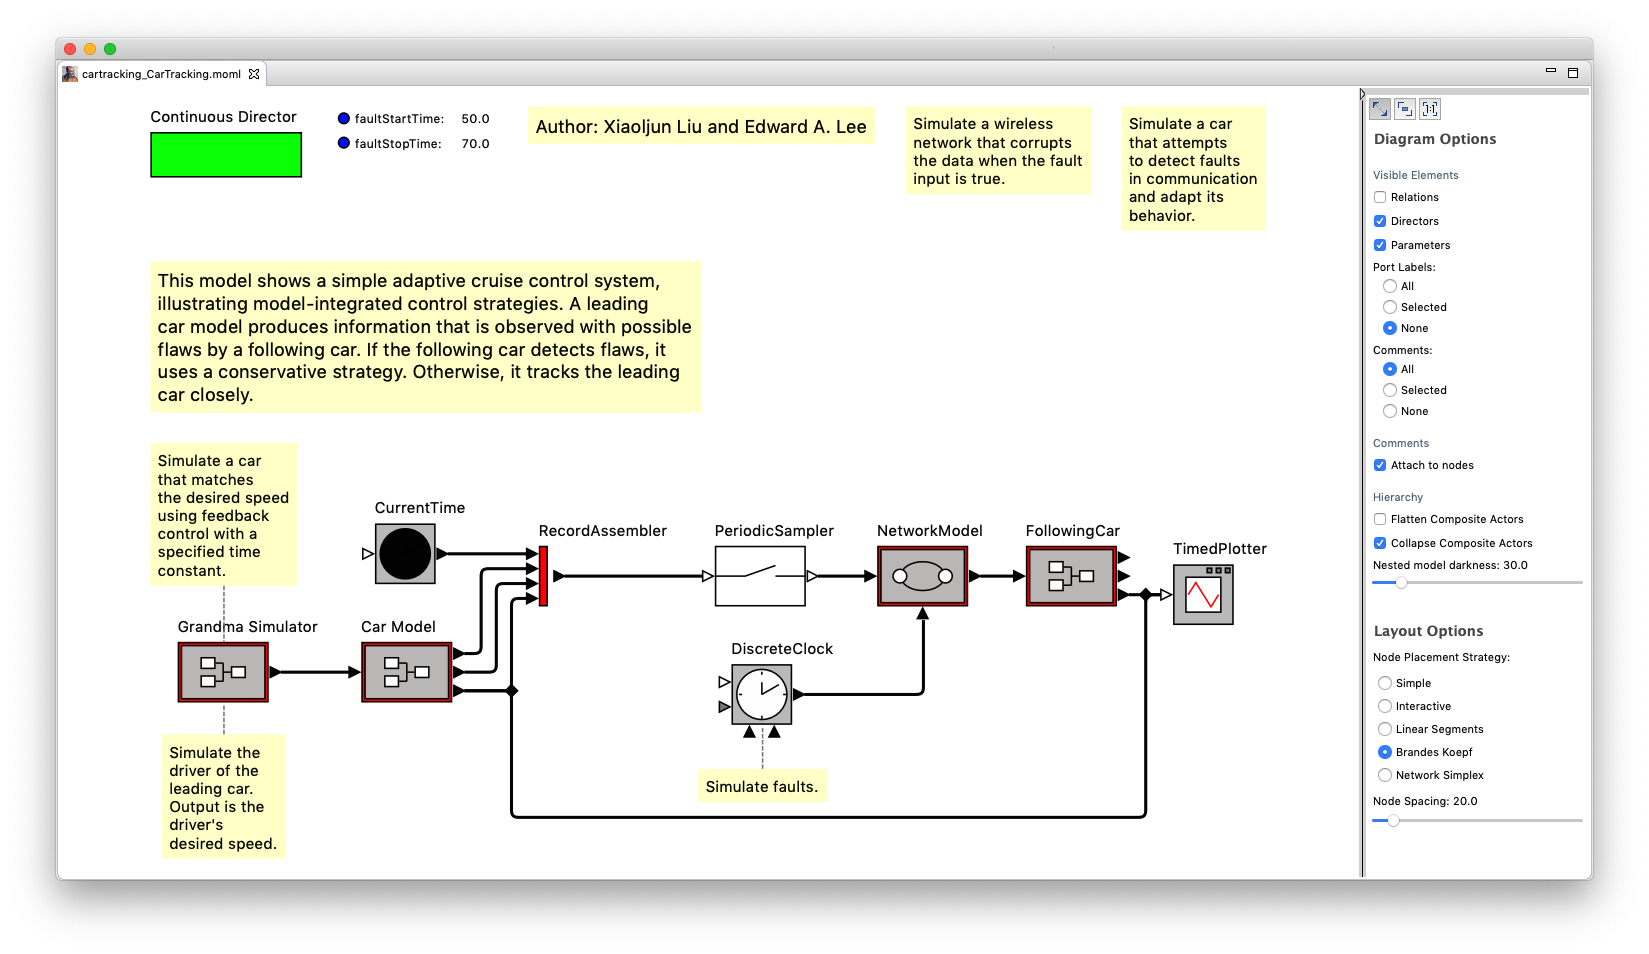 cartracking_CarTracking.moml
Continuous Director
faultStartTime: 50.0
faultStopTime: 70.0
Author: Xiaoljun Liu and Edward A. Lee
Simulate a wireless
network that corrupts
the data when the fault
input is true.
Simulate a car
that attempts
to detect faults
in communication
and adapt its
behavior.
This model shows a simple adaptive cruise control system,
illustrating model-integrated control strategies. A leading
car model produces information that is observed with possible
flaws by a following car. If the following car detects flaws, it
uses a conservative strategy. Otherwise, it tracks the leading
car closely.
Simulate a car
that matches
the desired speed
using feedback
control with a
specified time
constant.
CurrentTime
RecordAssembler
PeriodicSampler
NetworkModel
FollowingCar
TimedPlotter
Grandma Simulator
Car Model
DiscreteClock
Simulate faults.
Simulate the
driver of the
leading car.
Output is the
driver's
desired speed.
[1:1]
Diagram Options
Visible Elements
Relations
Directors
Parameters
Port Labels:
All
Selected
None
Comments:
All
Selected
None
Comments
Attach to nodes
Hierarchy
Flatten Composite Actors
Collapse Composite Actors
Nested model darkness: 30.0
Layout Options
Node Placement Strategy:
Simple
Interactive
Linear Segments
Brandes Koepf
Network Simplex
Node Spacing: 20.0